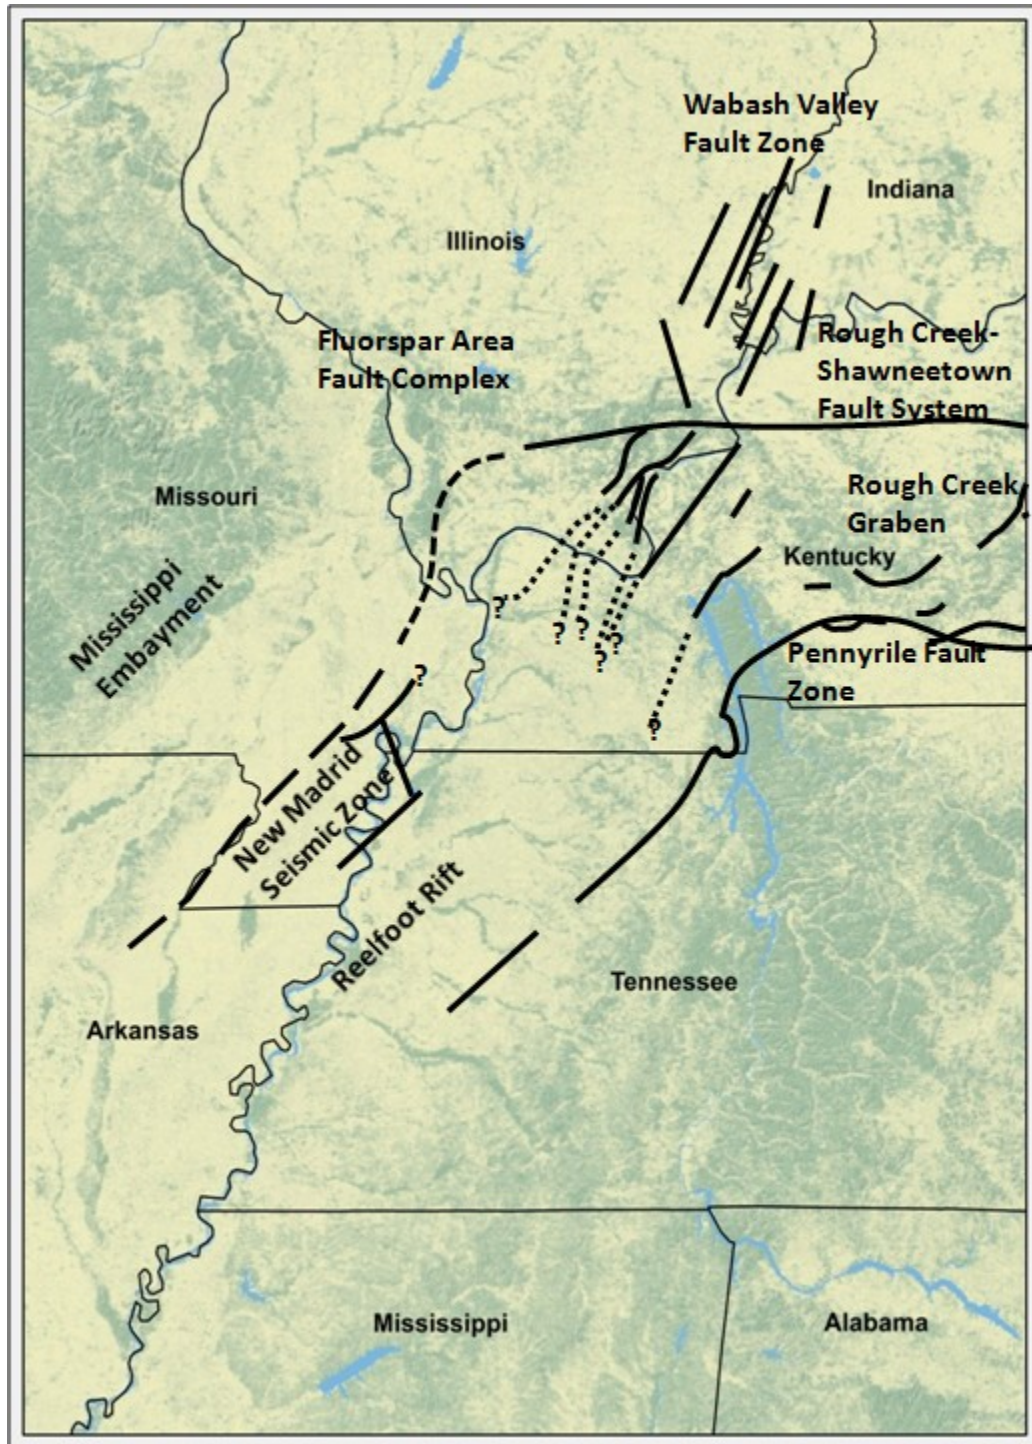 Wabash Valley
Fault Zone
Indiana
Illinois
Fluorspar Area
Fault Complex
Rough Creek-
Shawneetown
Fault System
Missouri
Rough Creek
Graben
Kentucky
Mississippi
Embayment
?
?
?
?
?
?
Pennyrile Fault
Zone
?
New Madrid
Seismic Zone
Reelfoot Rift
Tennessee
Arkansas
Mississippi
Alabama